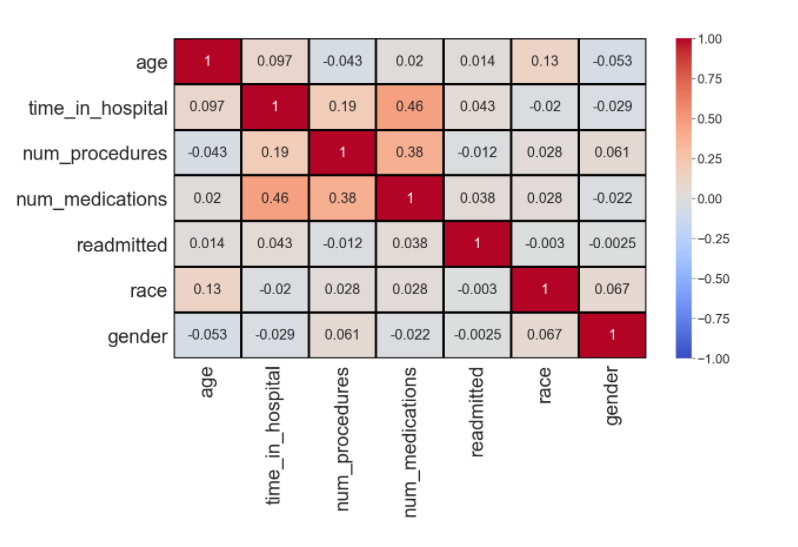 age 1 0.097 -0.043 0.02 0.014 0.13 -0.053
time_in_hospital 0.097 1 0.19 0.46 0.043 -0.02 -0.029
num_procedures -0.043 0.19 1 0.38 -0.012 0.028 0.061
num_medications 0.02 0.46 0.38 1 0.038 0.028 -0.022
readmitted 0.014 0.043 -0.012 0.038 1 -0.003 -0.0025
race 0.13 -0.02 0.028 0.028 -0.003 1 0.067
gender -0.053 -0.029 0.061 -0.022 -0.0025 0.067 1
age
time_in_hospital
num_procedures
num_medications
readmitted
race
gender
1.00
0.75
0.50
0.25
0.00
−0.25
−0.50
−0.75
−1.00